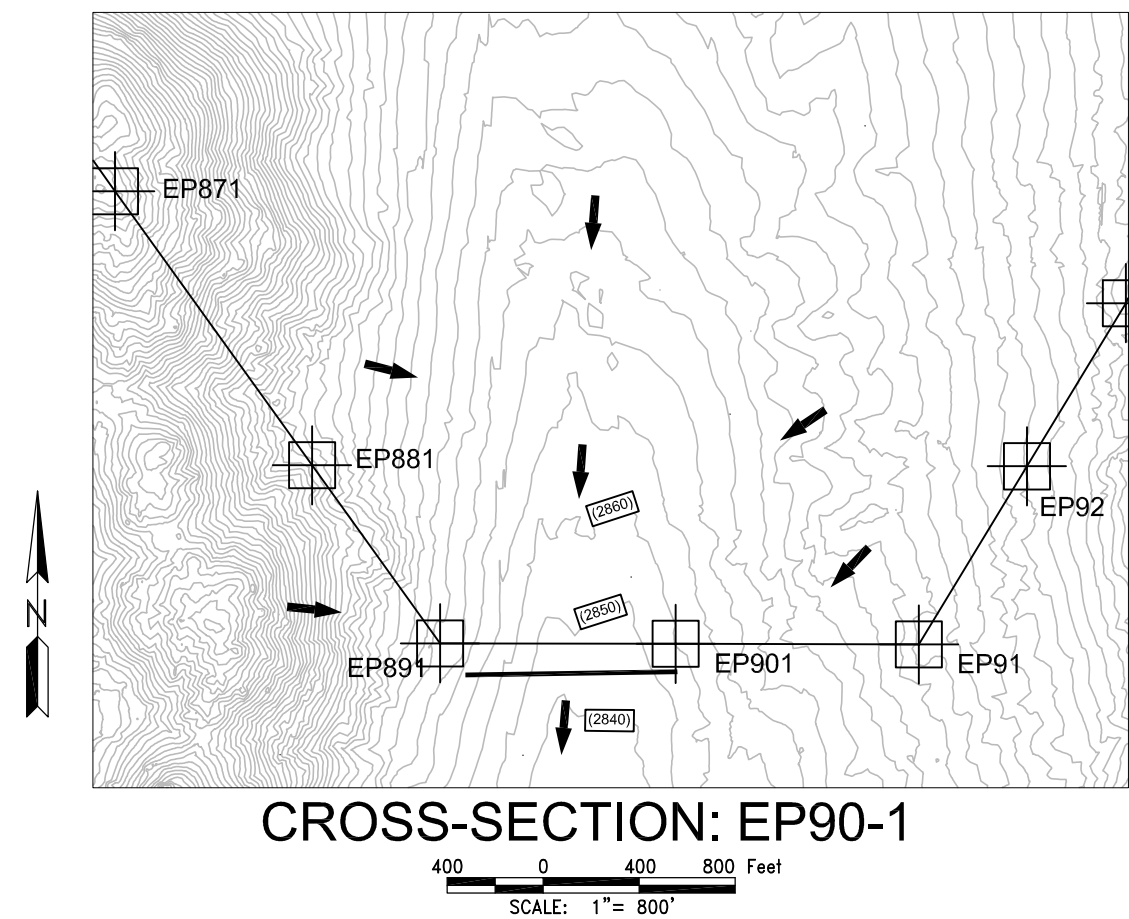 EP871
EP881
(2860)
EP92
(2850)
EP891
EP901
EP91
(2840)
N
CROSS-SECTION: EP90-1
400 0 400 800 Feet
SCALE: 1"= 800'